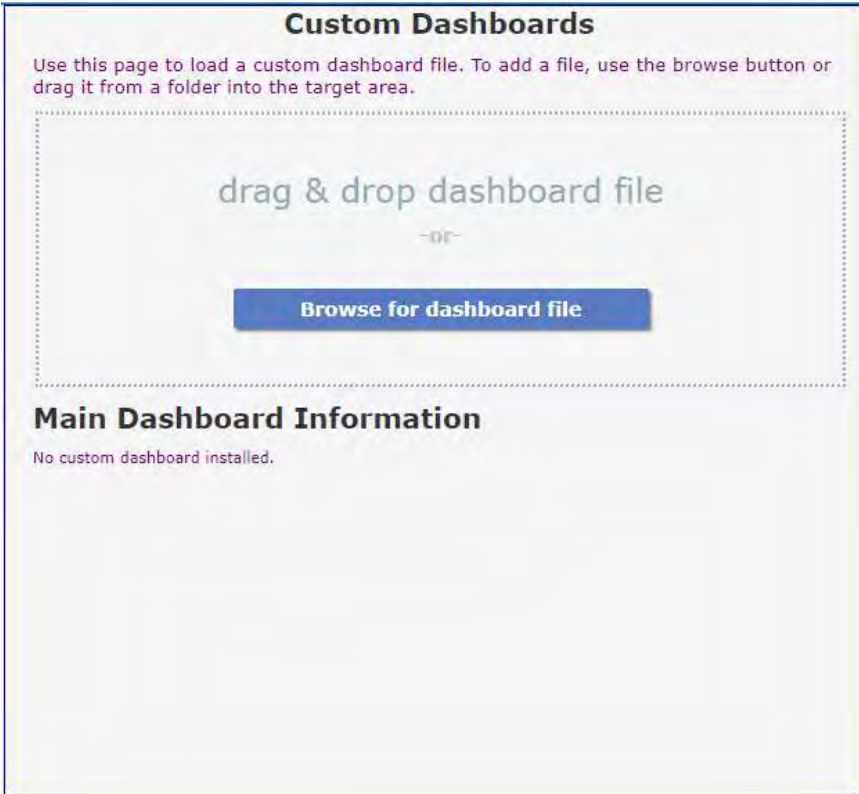 Custom Dashboards
Use this page to load a custom dashboard file. To add a file, use the browse button or
drag it from a folder into the target area.
drag & drop dashboard file
-or-
Browse for dashboard file
Main Dashboard Information
No custom dashboard installed.